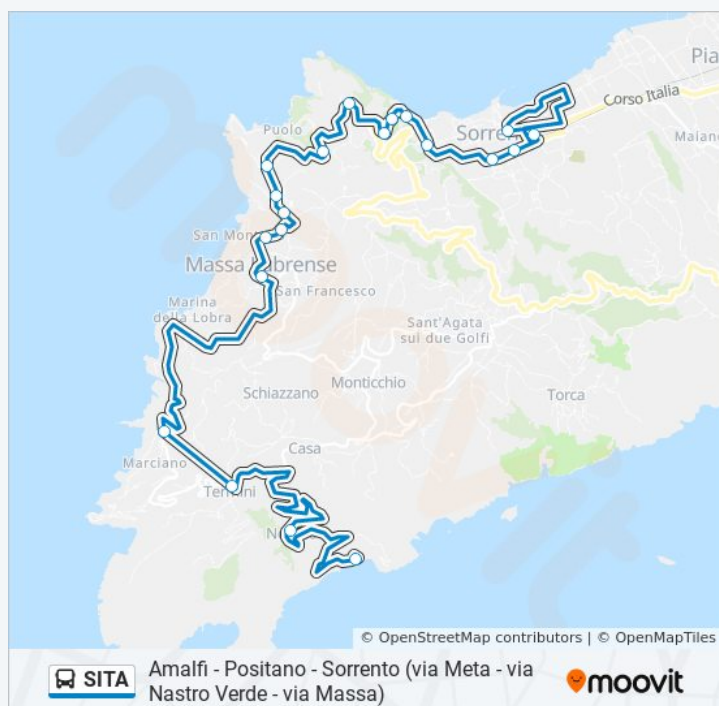 Pia
Corso Italia
Sorren
Puolo
Maiano
San Mon
Massa Lubrense
San Francesco
Marina
della Lobra
Sant'Agata
sui due Golfi
Schiazzano
Monticchio
Torca
Casa
Marciano
Termini
Ne
© OpenStreetMap contributors | © OpenMapTiles
SITA
Amalfi - Positano - Sorrento (via Meta - via
Nastro Verde - via Massa)
moovit